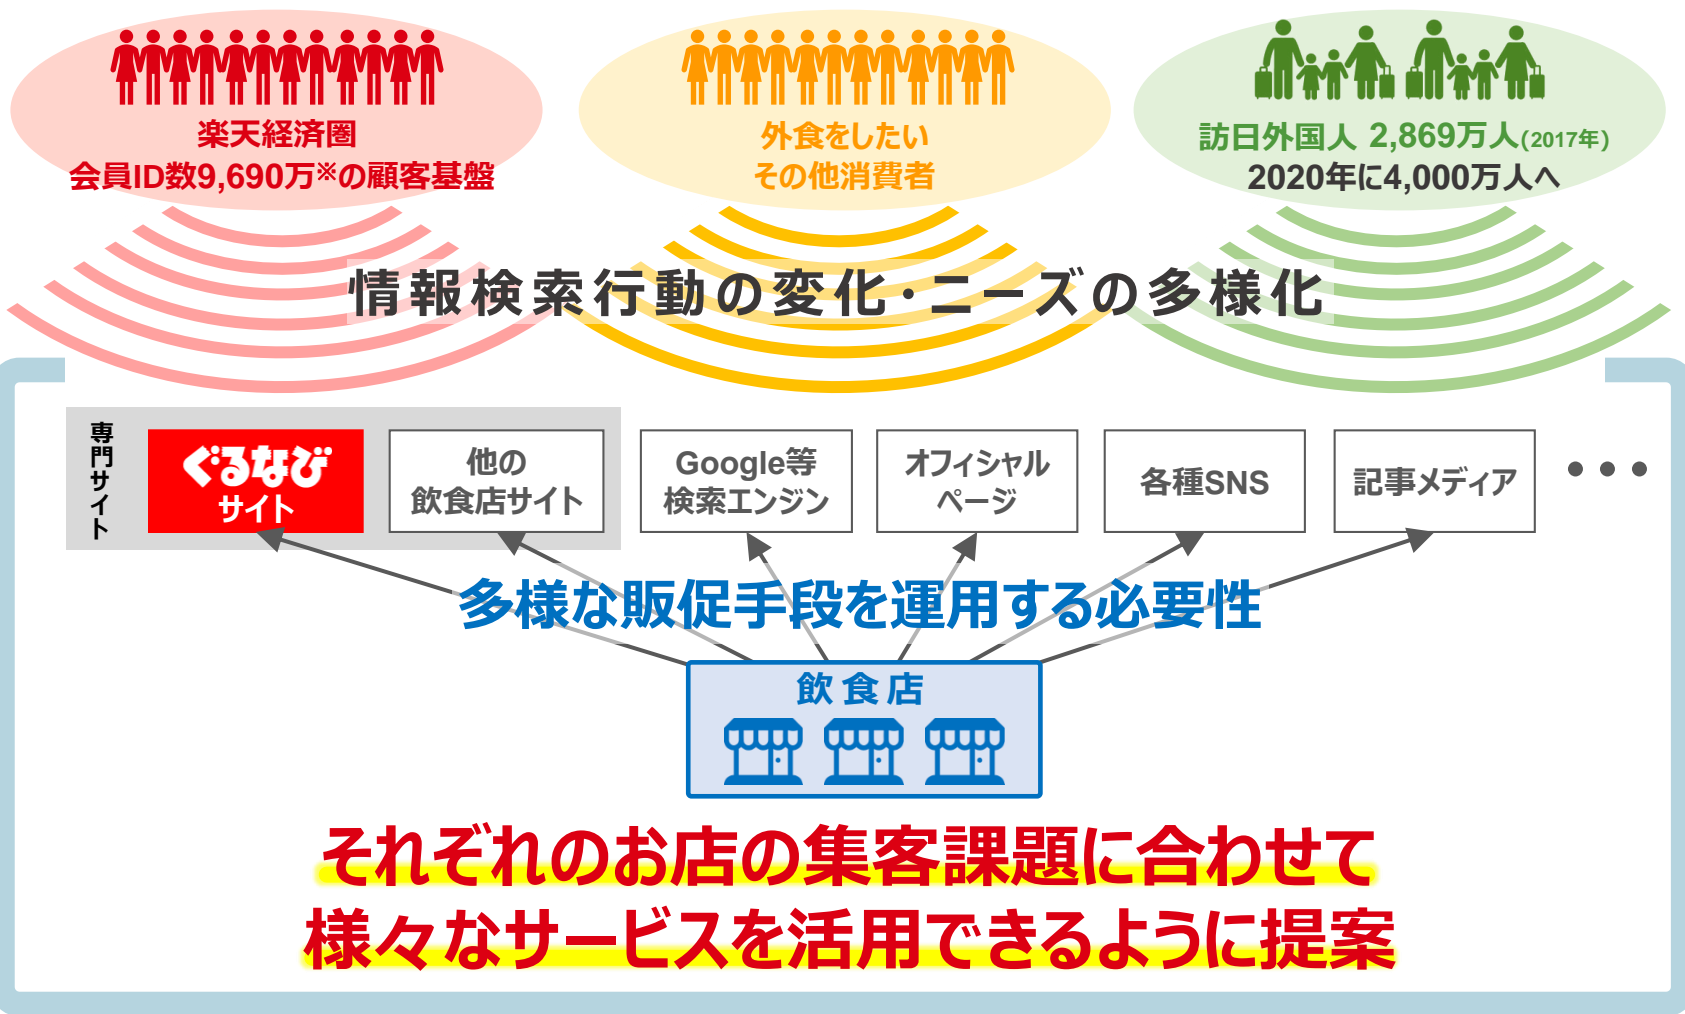 楽天経済圏
会員ID数9,690万※の顧客基盤
外食をしたい
その他消費者
訪日外国人 2,869万人(2017年)
2020年に4,000万人へ
情報検索行動の変化・ニーズの多様化
専門サイト
ぐるなび
サイト
他の
飲食店サイト
Google等
検索エンジン
オフィシャル
ページ
各種SNS
記事メディア
•••
多様な販促手段を運用する必要性
飲食店
それぞれのお店の集客課題に合わせて
様々なサービスを活用できるように提案